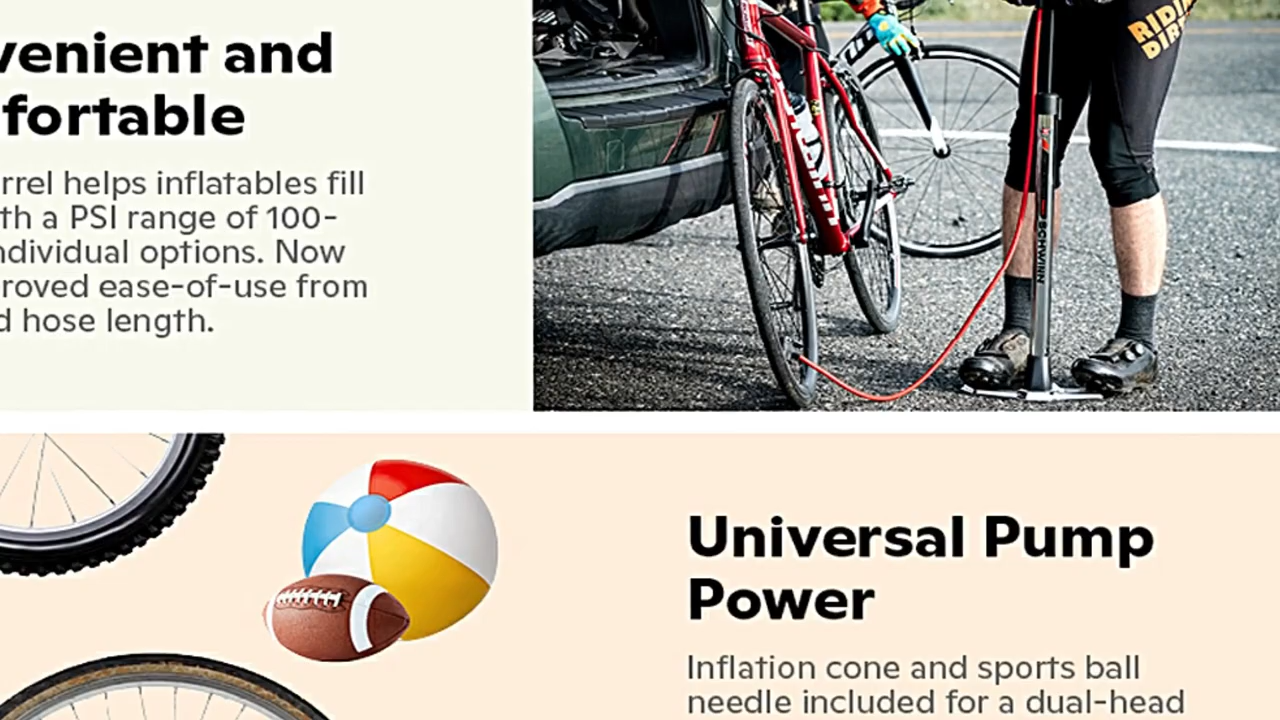 venient and
fortable
rrel helps inflatables fill
th a PSI range of 100-
ndividual options. Now
roved ease-of-use from
d hose length.
RIDIN
DIRT
SCHWINN
Universal Pump
Power
Inflation cone and sports ball
needle included for a dual-head